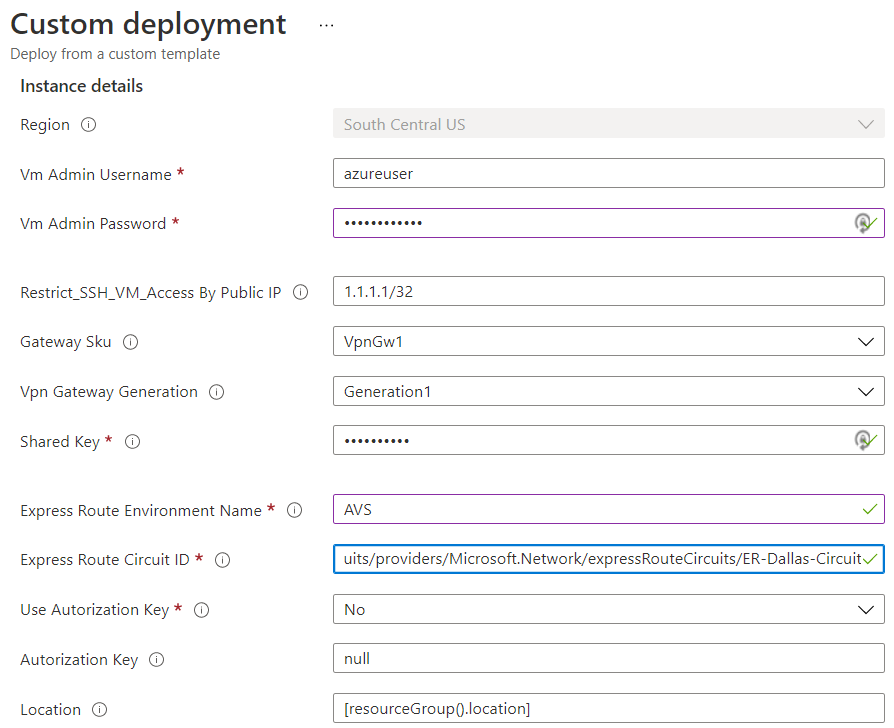 Custom deployment ...
Deploy from a custom template
Instance details
Region South Central US
Vm Admin Username * azureuser
Vm Admin Password * ••••••••••••
Restrict_SSH_VM_Access By Public IP 1.1.1.1/32
Gateway Sku VpnGw1
Vpn Gateway Generation Generation1
Shared Key * ••••••••••
Express Route Environment Name * AVS
Express Route Circuit ID * uits/providers/Microsoft.Network/expressRouteCircuits/ER-Dallas-Circuit
Use Autorization Key * No
Autorization Key null
Location [resourceGroup().location]